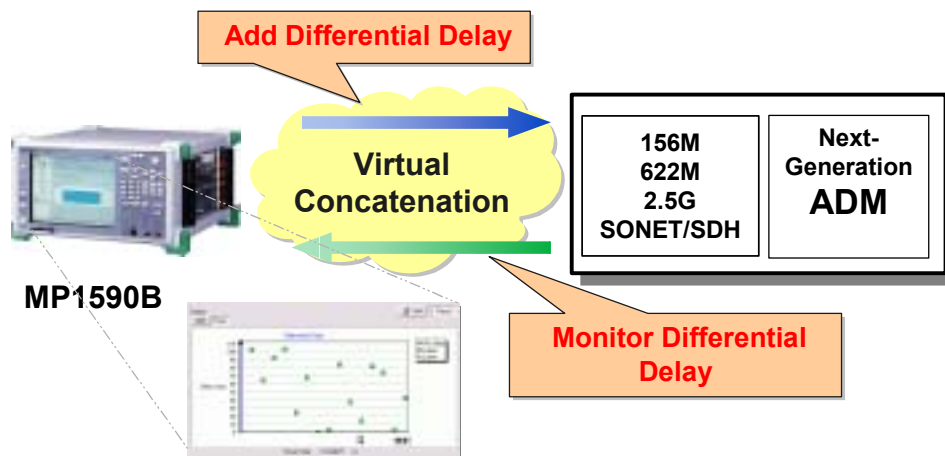 Add Differential Delay
Virtual
Concatenation
156M
622M
2.5G
SONET/SDH
Next-
Generation
ADM
MP1590B
Monitor Differential
Delay